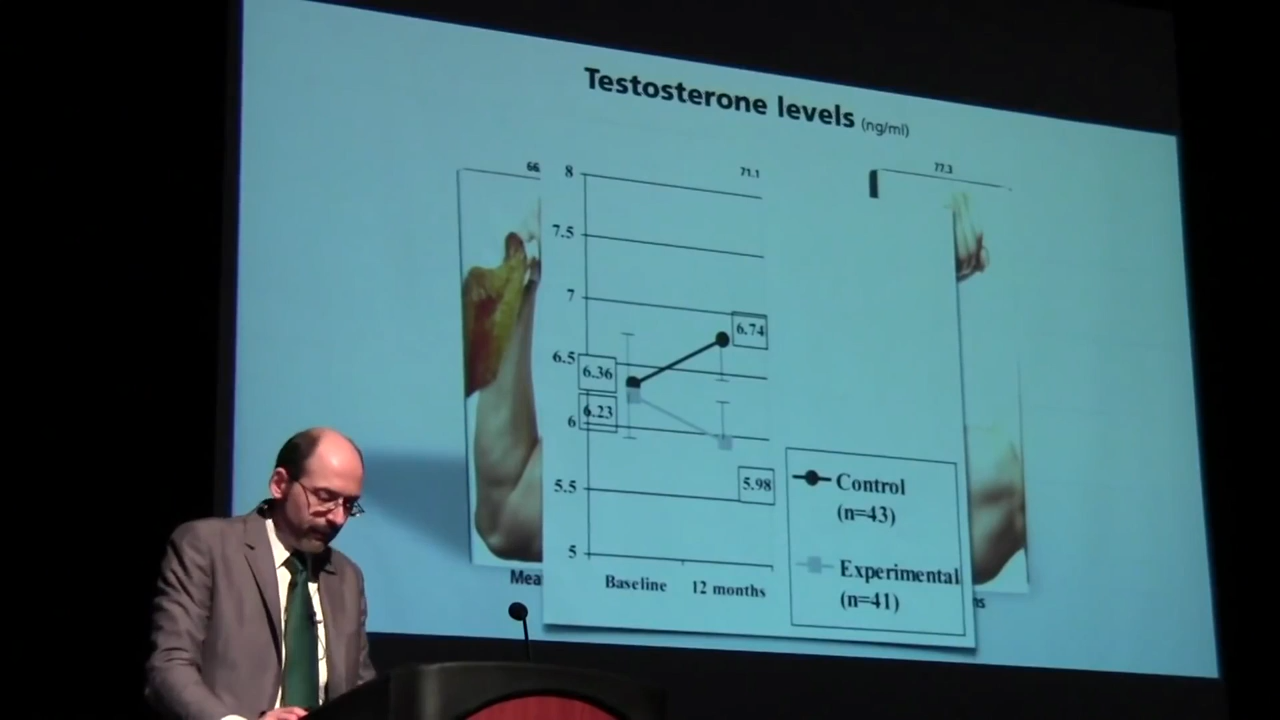 Testosterone levels (ng/ml)
66
71.1
77.3
8
7.5
7
6.5
6
5.5
5
6.74
6.36
6.23
5.98
Baseline 12 months
Control
(n=43)
Experimental
(n=41)
Mea
ns